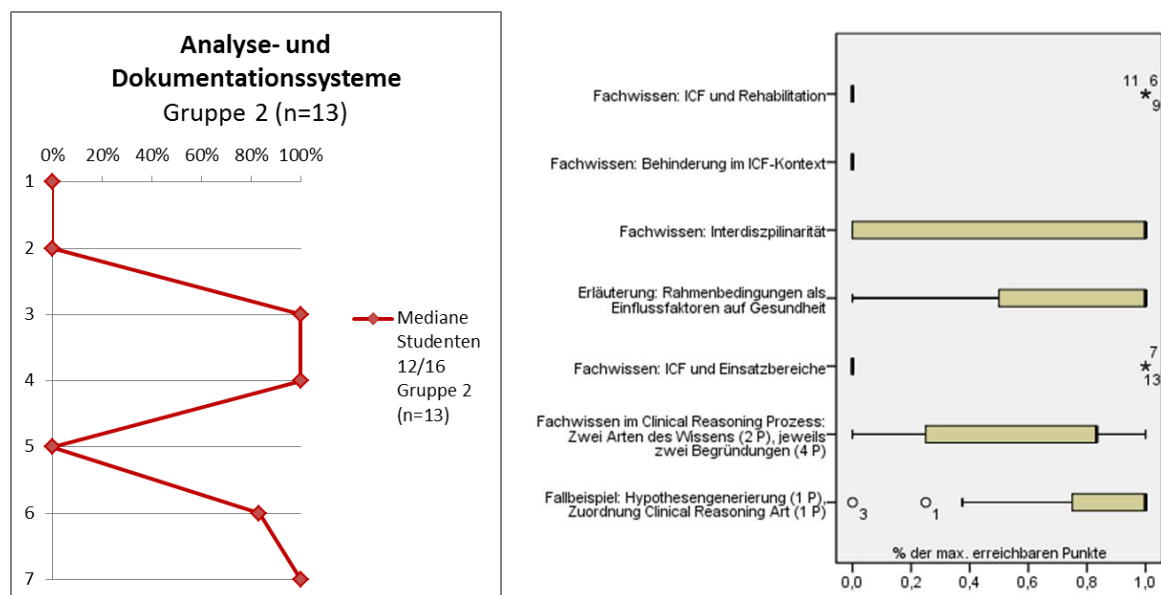 Analyse- und
Dokumentationssysteme
Gruppe 2 (n=13)
0% 20% 40% 60% 80% 100%
1
2
3
4
5
6
7
Mediane
Studenten
12/16
Gruppe 2
(n=13)
Fachwissen: ICF und Rehabilitation
11 6
* 9
Fachwissen: Behinderung im ICF-Kontext
Fachwissen: Interdiszpilinarität
Erläuterung: Rahmenbedingungen als
Einflussfaktoren auf Gesundheit
Fachwissen: ICF und Einsatzbereiche
7
* 13
Fachwissen im Clinical Reasoning Prozess:
Zwei Arten des Wissens (2 P), jeweils
zwei Begründungen (4 P)
Fallbeispiel: Hypothesengenerierung (1 P),
Zuordnung Clinical Reasoning Art (1 P)
3 1
% der max. erreichbaren Punkte
0,0 0,2 0,4 0,6 0,8 1,0